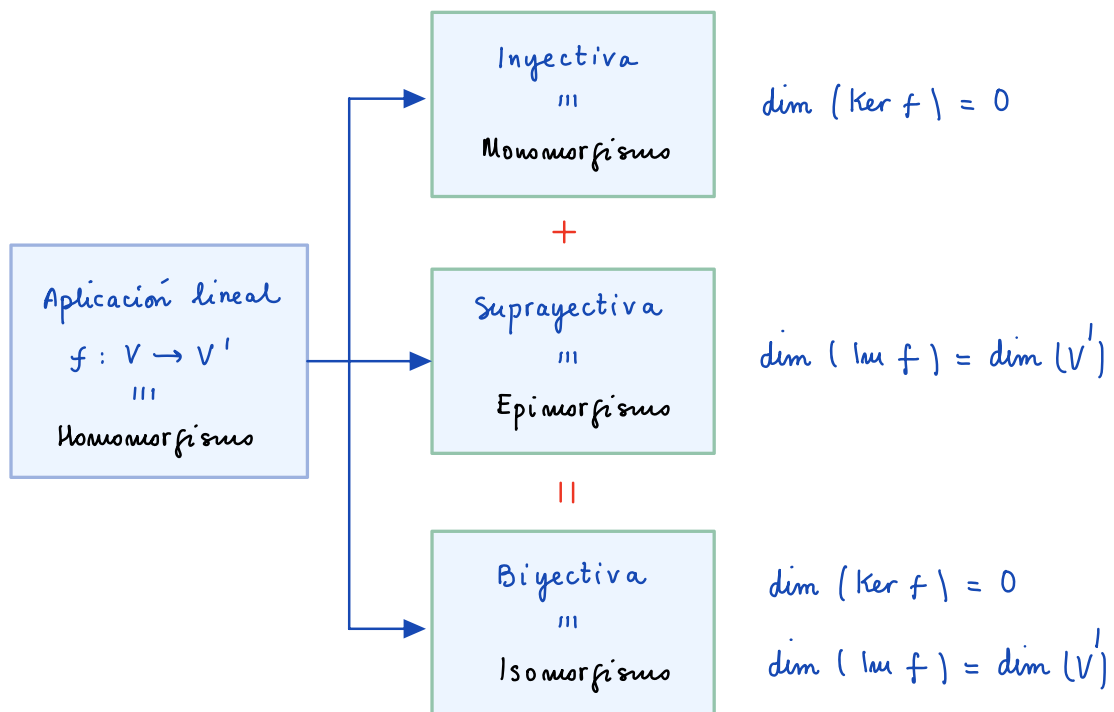 Inyectiva
≡
Monomorfismo
dim (Ker f) = 0
+
Aplicación lineal
f : V → V'
≡
Homomorfismo
Suprayectiva
≡
Epimorfismo
dim (Im f) = dim (V')
=
Biyectiva
≡
Isomorfismo
dim (Ker f) = 0
dim (Im f) = dim (V')